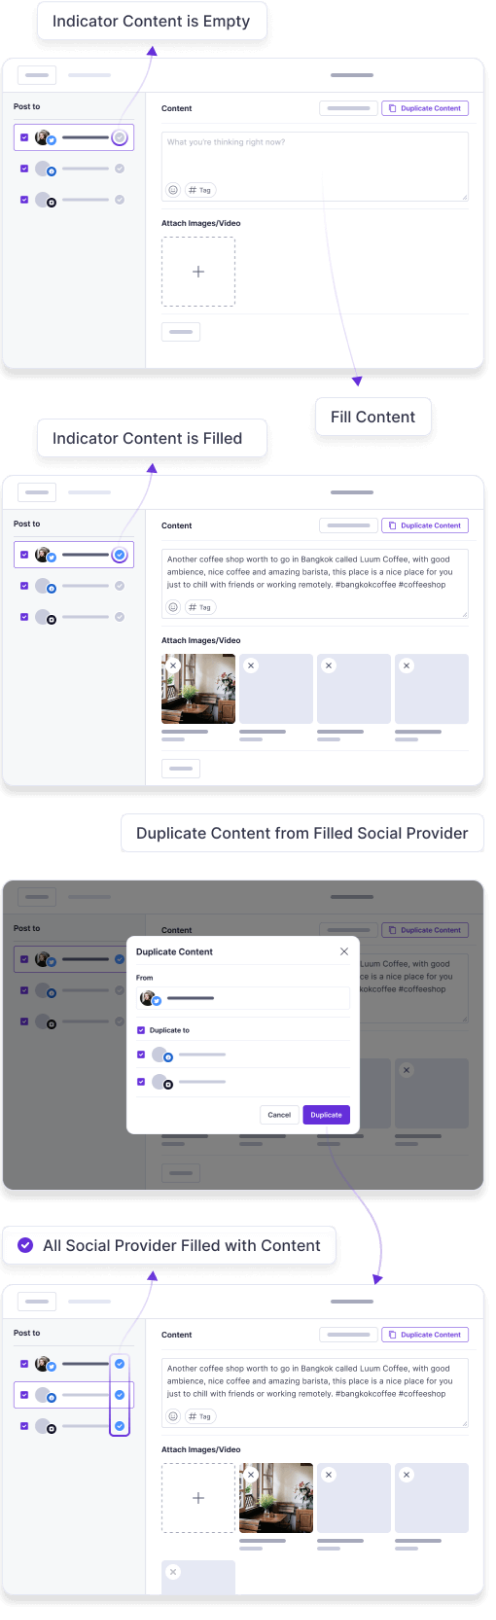 Indicator Content is Empty
Post to
Content
Duplicate Content
What you're thinking right now?
# Tag
Attach Images/Video
Fill Content
Indicator Content is Filled
Post to
Content
Duplicate Content
Another coffee shop worth to go in Bangkok called Luum Coffee, with good
ambience, nice coffee and amazing barista, this place is a nice place for you
just to chill with friends or working remotely. #bangkokcoffee #coffeeshop
# Tag
Attach Images/Video
Duplicate Content from Filled Social Provider
Post to
Content
Duplicate Content
Luum Coffee, with good
ce is a nice place for you
gkokcoffee #coffeeshop
Duplicate Content
From
Duplicate to
Cancel
Duplicate
All Social Provider Filled with Content
Post to
Content
Duplicate Content
Another coffee shop worth to go in Bangkok called Luum Coffee, with good
ambience, nice coffee and amazing barista, this place is a nice place for you
just to chill with friends or working remotely. #bangkokcoffee #coffeeshop
# Tag
Attach Images/Video